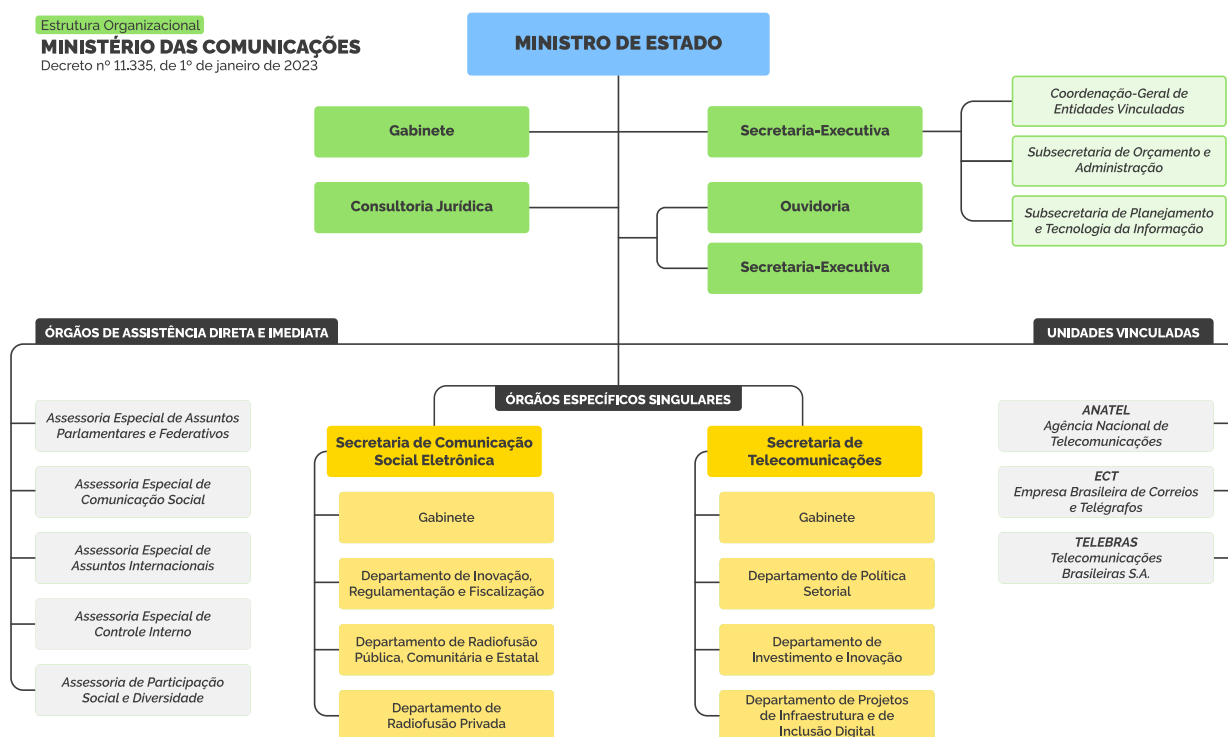 Estrutura Organizacional
MINISTÉRIO DAS COMUNICAÇÕES
Decreto nº 11.335, de 1º de janeiro de 2023
MINISTRO DE ESTADO
Gabinete
Secretaria-Executiva
Coordenação-Geral de
Entidades Vinculadas
Subsecretaria de Orçamento e
Administração
Subsecretaria de Planejamento
e Tecnologia da Informação
Consultoria Jurídica
Ouvidoria
Secretaria-Executiva
ÓRGÃOS DE ASSISTÊNCIA DIRETA E IMEDIATA
Assessoria Especial de Assuntos
Parlamentares e Federativos
Assessoria Especial de
Comunicação Social
Assessoria Especial de
Assuntos Internacionais
Assessoria Especial de
Controle Interno
Assessoria de Participação
Social e Diversidade
ÓRGÃOS ESPECÍFICOS SINGULARES
Secretaria de Comunicação
Social Eletrônica
Gabinete
Departamento de Inovação,
Regulamentação e Fiscalização
Departamento de Radiofusão
Pública, Comunitária e Estatal
Departamento de
Radiofusão Privada
Secretaria de
Telecomunicações
Gabinete
Departamento de Política
Setorial
Departamento de
Investimento e Inovação
Departamento de Projetos
de Infraestrutura e de
Inclusão Digital
UNIDADES VINCULADAS
ANATEL
Agência Nacional de
Telecomunicações
ECT
Empresa Brasileira de Correios
e Telégrafos
TELEBRAS
Telecomunicações
Brasileiras S.A.